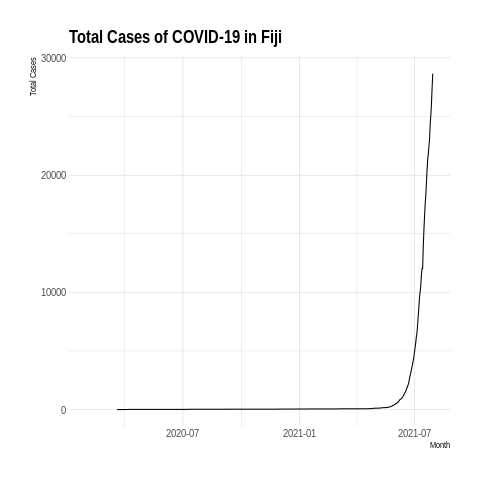 Total Cases of COVID-19 in Fiji
Total Cases
30000
20000
10000
0
2020-07 2021-01 2021-07
Month